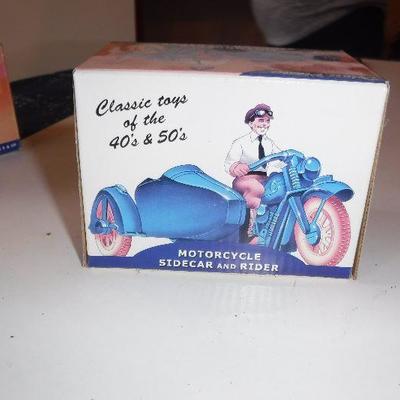 Classic toys
of the
40's & 50's
MOTORCYCLE
SIDECAR AND RIDER